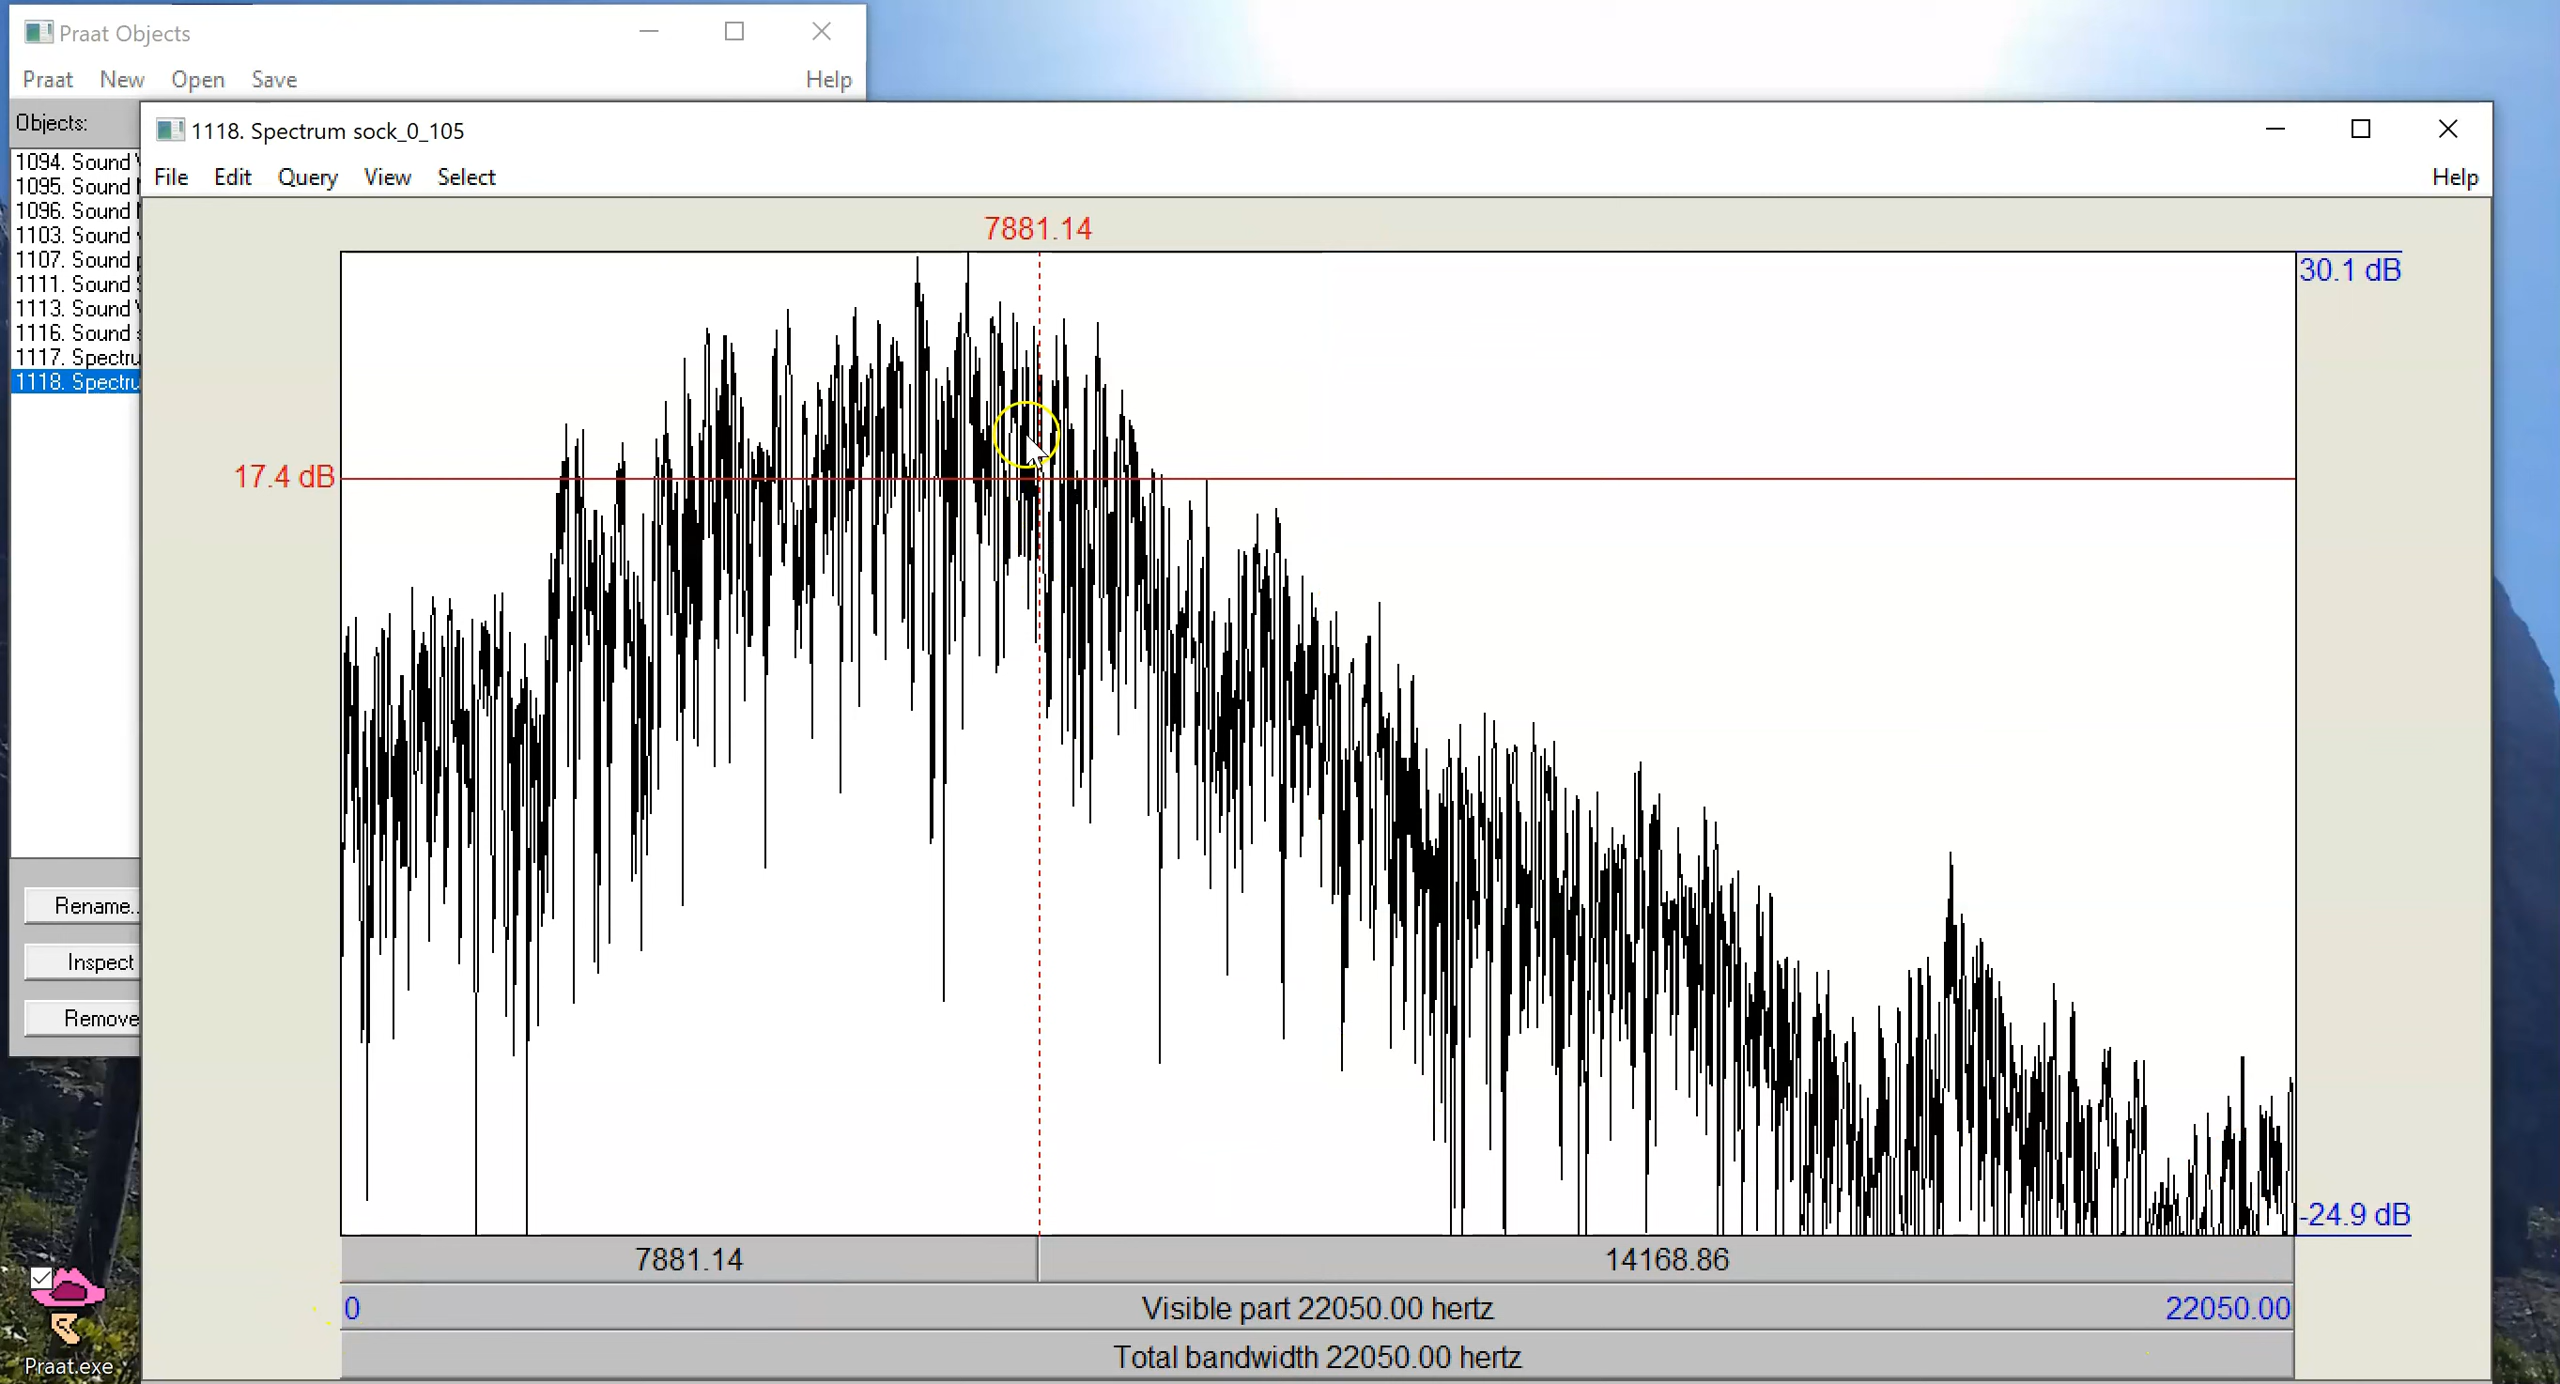 Praat Objects
Praat New Open Save Help
Objects:
1094. Sound
1095. Sound
1096. Sound
1103. Sound
1107. Sound
1111. Sound
1113. Sound
1116. Sound
1117. Spectru
1118. Spectru
Rename..
Inspect
Remove
1118. Spectrum sock_0_105
File Edit Query View Select Help
7881.14
30.1 dB
17.4 dB
-24.9 dB
7881.14 14168.86
0 Visible part 22050.00 hertz 22050.00
Total bandwidth 22050.00 hertz
Praat.exe